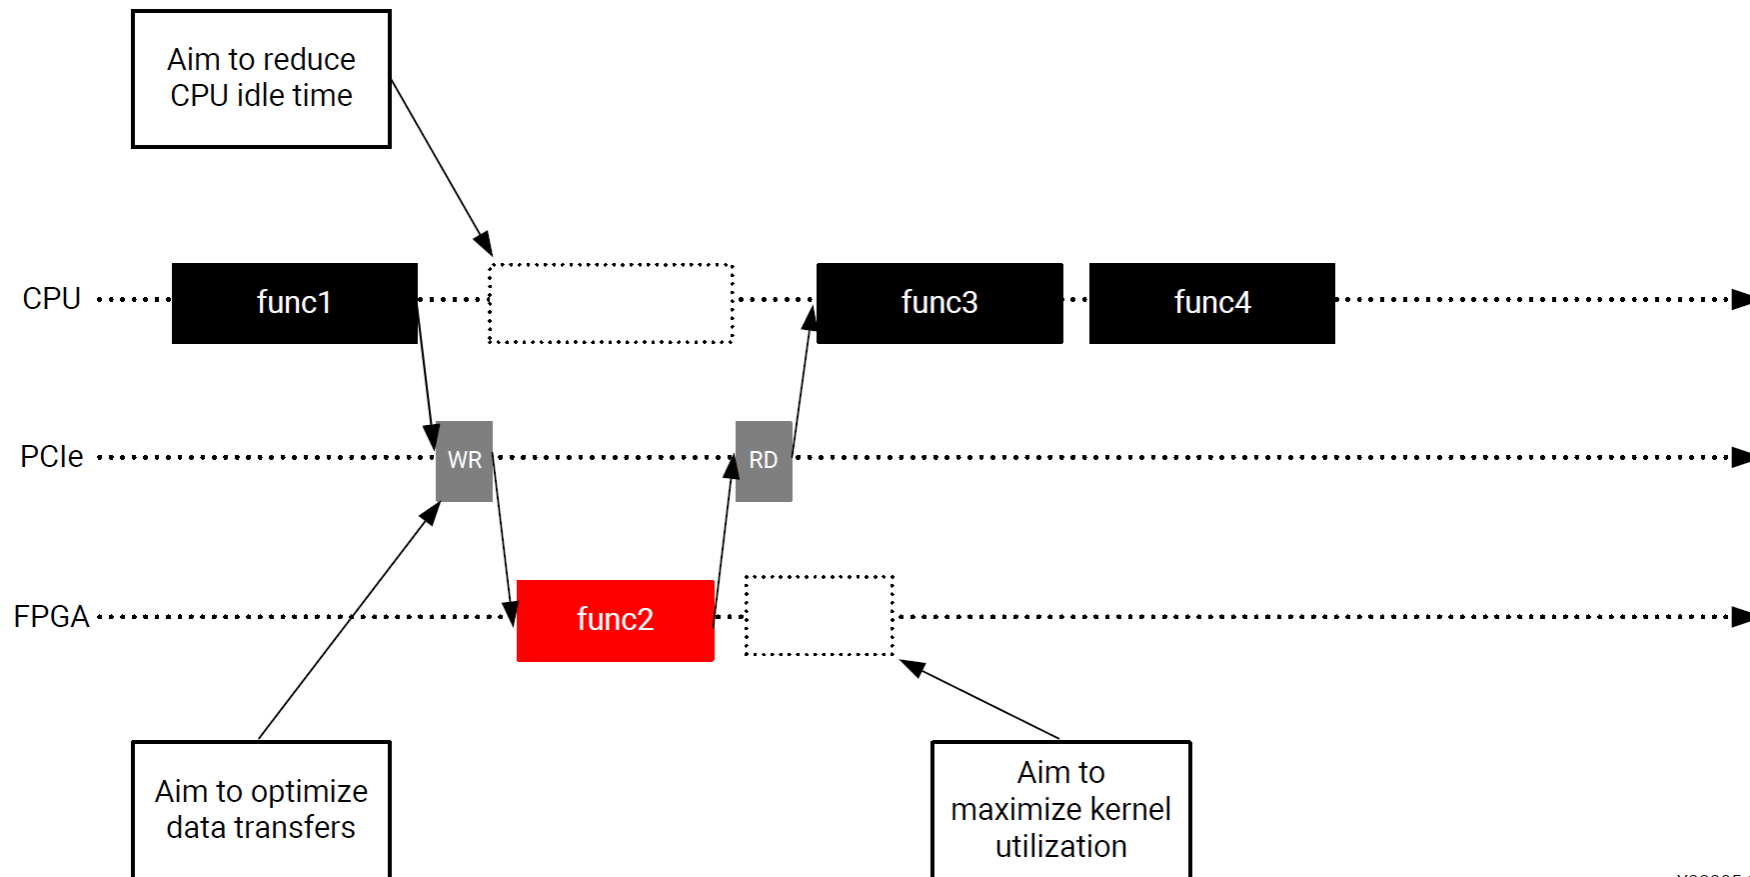 Aim to reduce
CPU idle time
CPU
func1
func3
func4
PCIe
WR
RD
FPGA
func2
Aim to optimize
data transfers
Aim to
maximize kernel
utilization